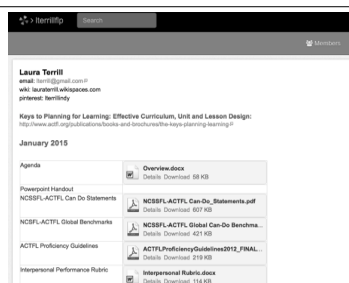 > lterrillflp
Search
Members
Laura Terrill
email: lterrill@gmail.com
wiki: lauraterrill.wikispaces.com
pinterest: lterrillindy
Keys to Planning for Learning: Effective Curriculum, Unit and Lesson Design:
http://www.actfl.org/publications/books-and-brochures/the-keys-planning-learning
January 2015
Agenda
Overview.docx
Details Download 58 KB
Powerpoint Handout
NCSSFL-ACTFL Can Do Statements
NCSSFL-ACTFL Can-Do_Statements.pdf
Details Download 607 KB
NCSFL-ACTFL Global Benchmarks
NCSSFL-ACTFL Global Can-Do Benchma...
Details Download 421 KB
ACTFL Proficiency Guidelines
ACTFLProficiencyGuidelines2012_FINAL...
Details Download 219 KB
Interpersonal Performance Rubric
Interpersonal Rubric.docx
Details Download 114 KB